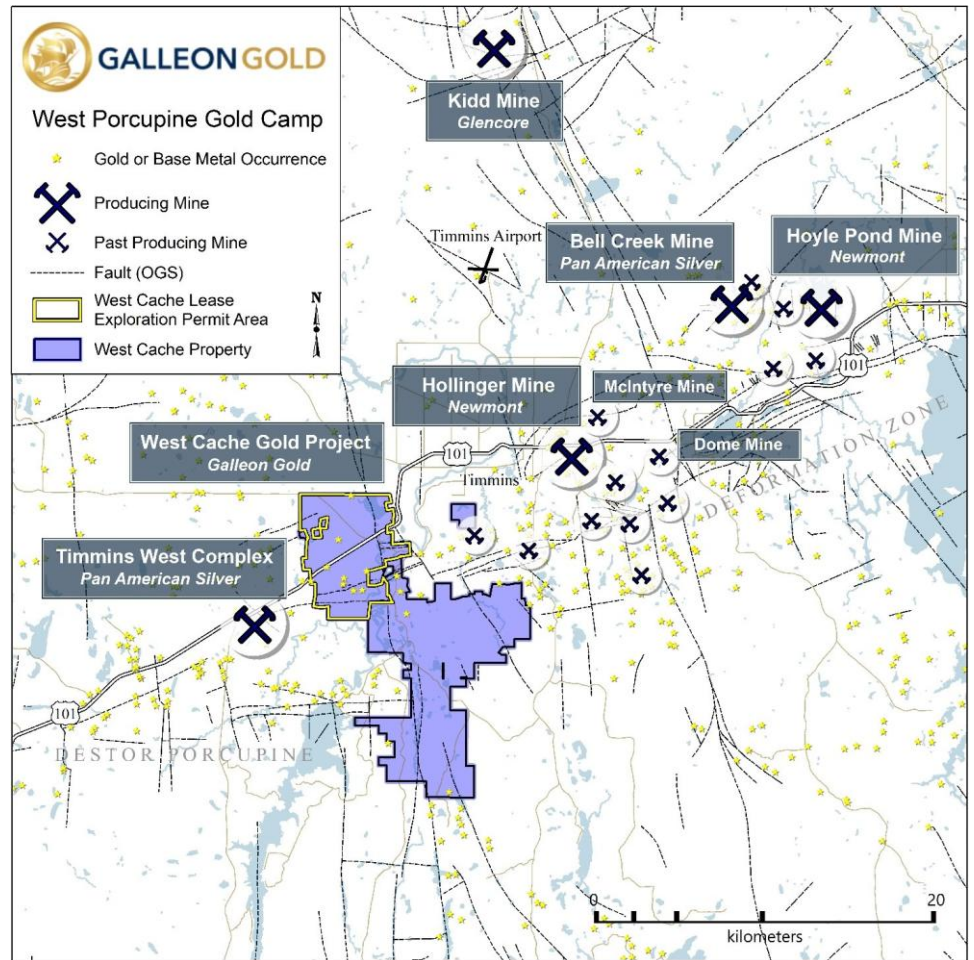 GALLEON GOLD
West Porcupine Gold Camp
Gold or Base Metal Occurrence
Producing Mine
Past Producing Mine
Fault (OGS)
West Cache Lease
Exploration Permit Area
West Cache Property
N
Kidd Mine
Glencore
Timmins Airport
Bell Creek Mine
Pan American Silver
Hoyle Pond Mine
Newmont
101
Hollinger Mine
Newmont
McIntyre Mine
Dome Mine
West Cache Gold Project
Galleon Gold
101
Timmins
DEFORMATION ZONE
Timmins West Complex
Pan American Silver
101
DESTOR PORCUPINE
0
20
kilometers